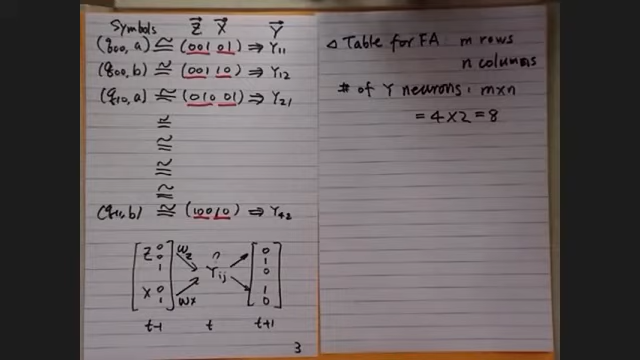 Symbols Z X Y
(q00, a) ≅ (001 01) ⇒ Y11
(q00, b) ≅ (001 10) ⇒ Y12
(q10, a) ≅ (010 01) ⇒ Y21
≅
≅
≅
≅
(q11, b) ≅ (100 10) ⇒ Y42
Z 0 0 1
X 0 1
Wz
Wx
Yij
0 1 0 1 0
t-1 t t+1
3
Δ Table for FA m rows
n columns
# of Y neurons: m×n
= 4×2 = 8